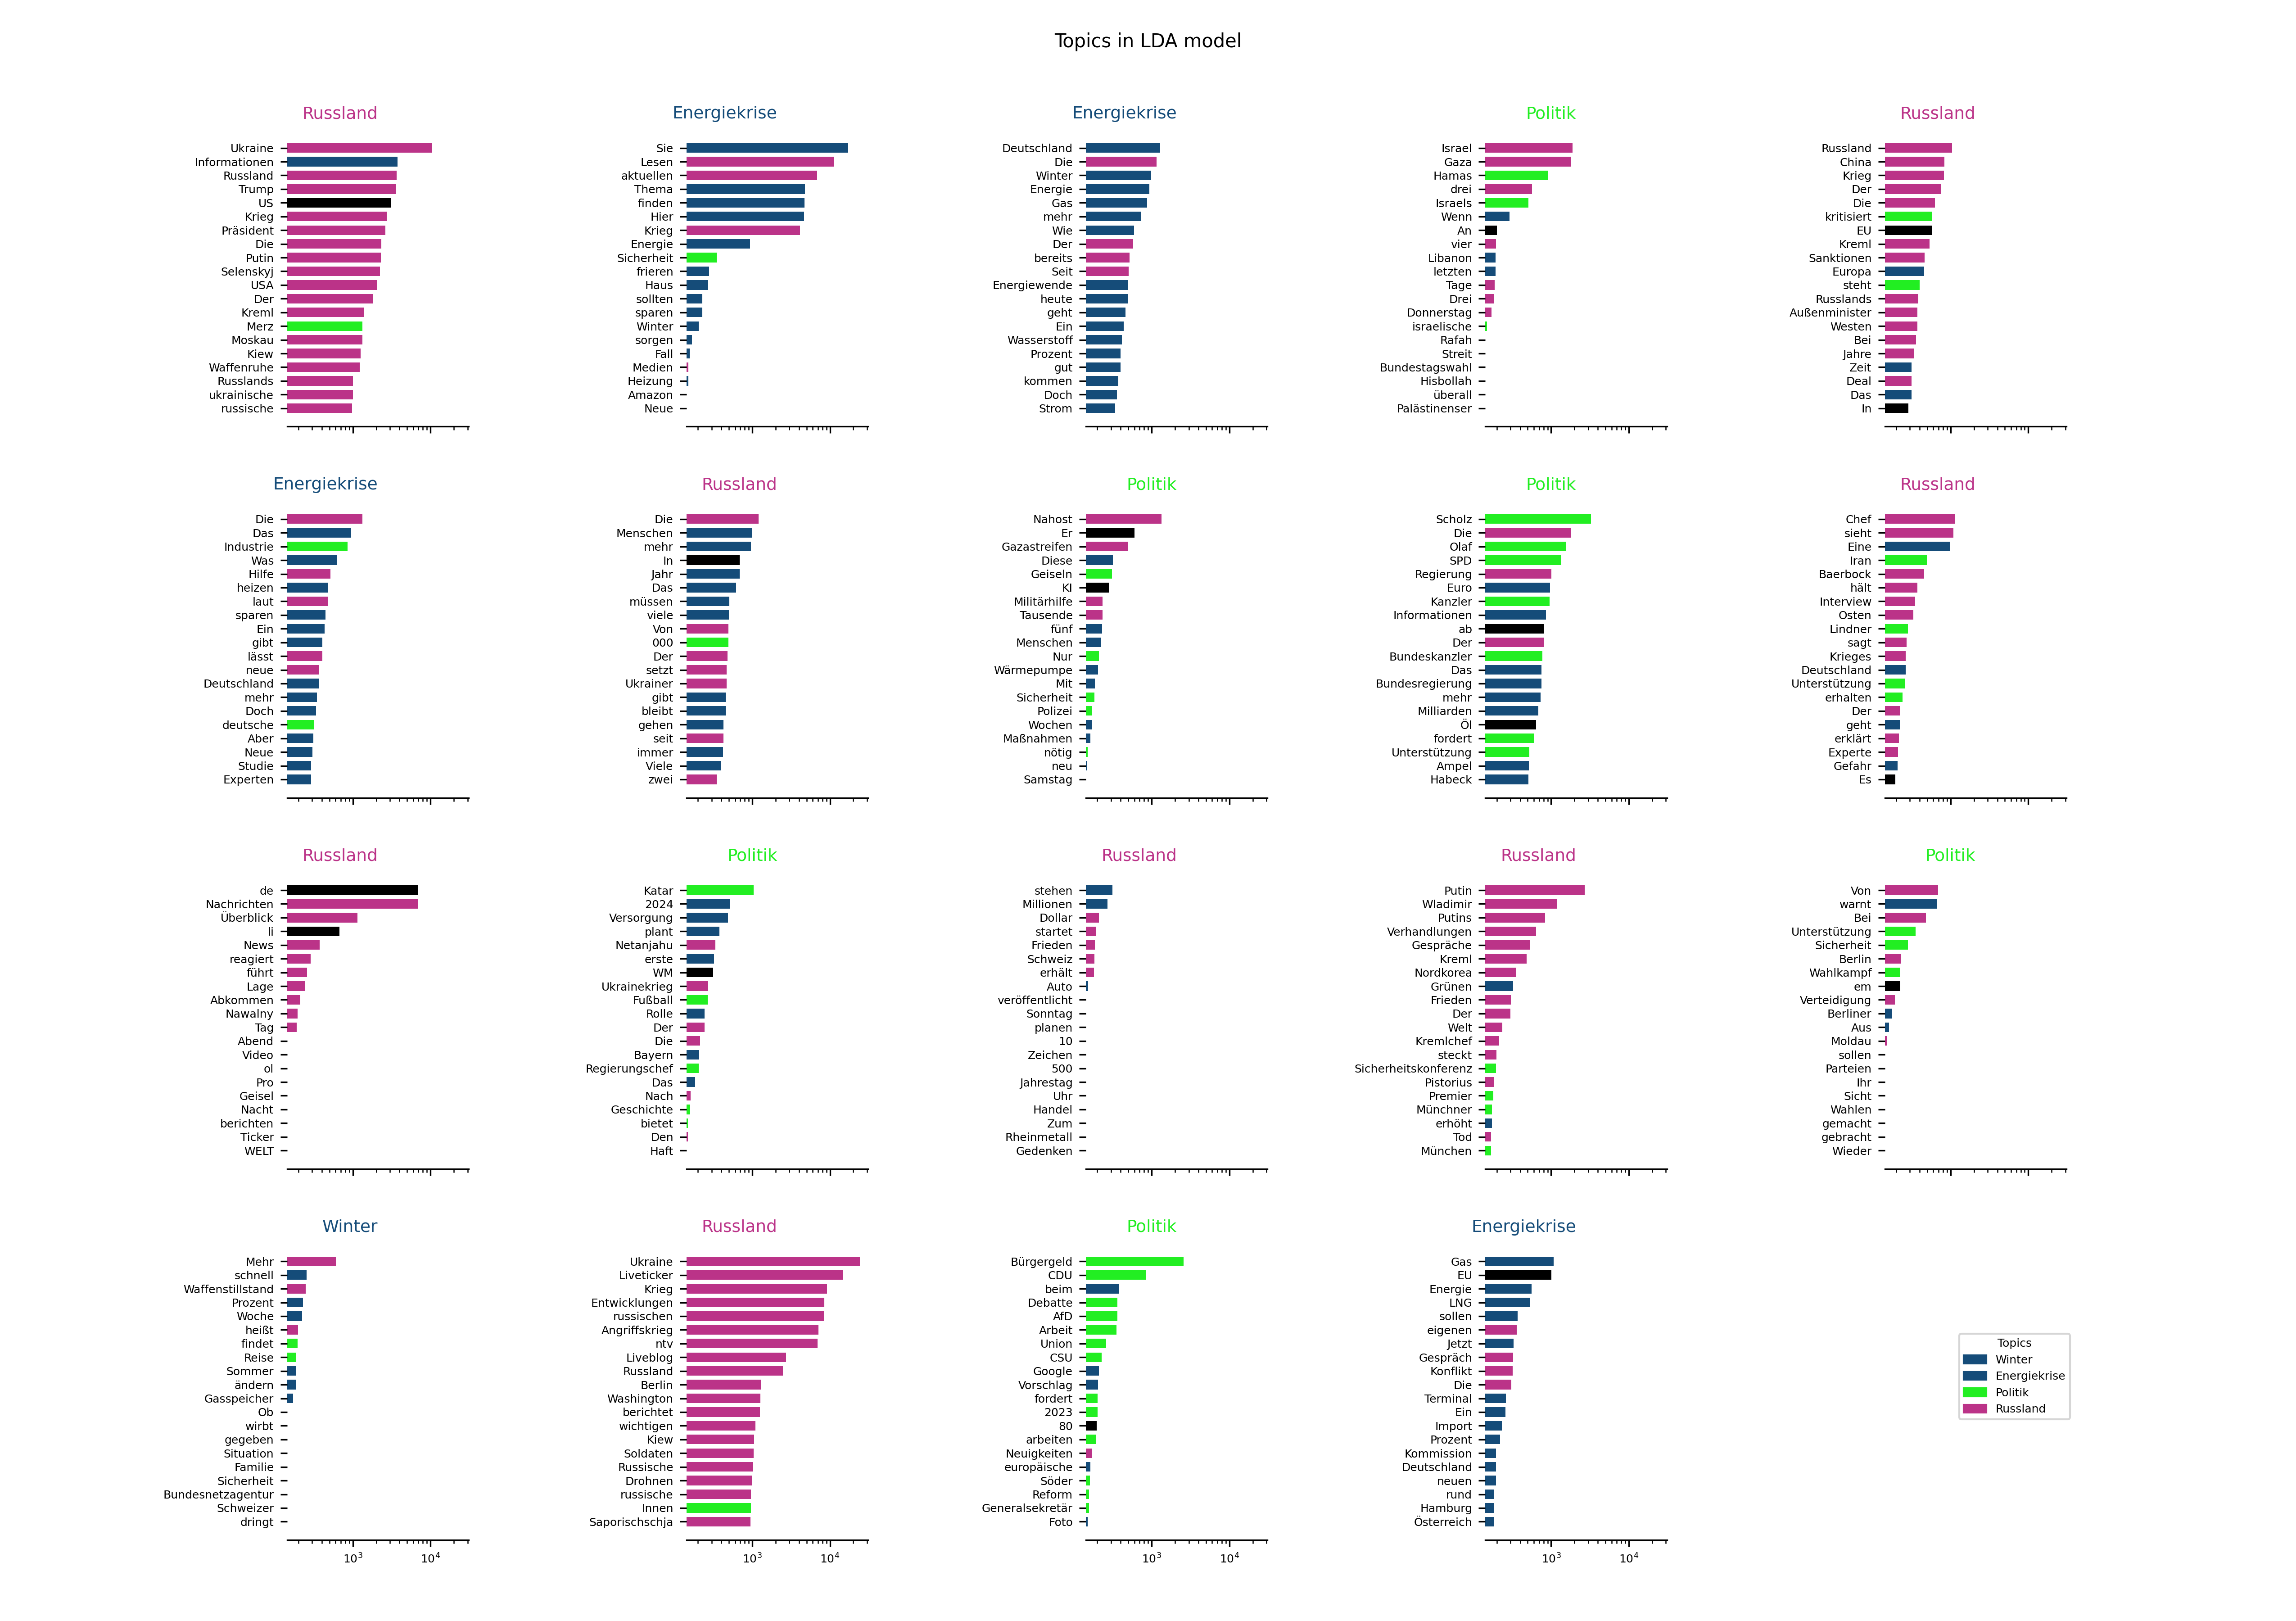 Topics in LDA model
Russland
Ukraine
Informationen
Russland
Trump
US
Krieg
Präsident
Die
Putin
Selenskyj
USA
Der
Kreml
Merz
Moskau
Kiew
Waffenruhe
Russlands
ukrainische
russische
Energiekrise
Sie
Lesen
aktuellen
Thema
finden
Hier
Krieg
Energie
Sicherheit
frieren
Haus
sollten
sparen
Winter
sorgen
Fall
Medien
Heizung
Amazon
Neue
Energiekrise
Deutschland
Die
Winter
Energie
Gas
mehr
Wie
Der
bereits
Seit
Energiewende
heute
geht
Ein
Wasserstoff
Prozent
gut
kommen
Doch
Strom
Politik
Israel
Gaza
Hamas
drei
Israels
Wenn
An
vier
Libanon
letzten
Tage
Drei
Donnerstag
israelische
Rafah
Streit
Bundestagswahl
Hisbollah
überall
Palästinenser
Russland
Russland
China
Krieg
Der
Die
kritisiert
EU
Kreml
Sanktionen
Europa
steht
Russlands
Außenminister
Westen
Bei
Jahre
Zeit
Deal
Das
In
Energiekrise
Die
Das
Industrie
Was
Hilfe
heizen
laut
sparen
Ein
gibt
lässt
neue
Deutschland
mehr
Doch
deutsche
Aber
Neue
Studie
Experten
Russland
Die
Menschen
mehr
In
Jahr
Das
müssen
viele
Von
000
Der
setzt
Ukrainer
gibt
bleibt
gehen
seit
immer
Viele
zwei
Politik
Nahost
Er
Gazastreifen
Diese
Geiseln
KI
Militärhilfe
Tausende
fünf
Menschen
Nur
Wärmepumpe
Mit
Sicherheit
Polizei
Wochen
Maßnahmen
nötig
neu
Samstag
Politik
Scholz
Die
Olaf
SPD
Regierung
Euro
Kanzler
Informationen
ab
Der
Bundeskanzler
Das
Bundesregierung
mehr
Milliarden
Öl
fordert
Unterstützung
Ampel
Habeck
Russland
Chef
sieht
Eine
Iran
Baerbock
hält
Interview
Osten
Lindner
sagt
Krieges
Deutschland
Unterstützung
erhalten
Der
geht
erklärt
Experte
Gefahr
Es
Russland
de
Nachrichten
Überblick
li
News
reagiert
führt
Lage
Abkommen
Nawalny
Tag
Abend
Video
ol
Pro
Geisel
Nacht
berichten
Ticker
WELT
Politik
Katar
2024
Versorgung
plant
Netanjahu
erste
WM
Ukrainekrieg
Fußball
Rolle
Der
Die
Bayern
Regierungschef
Das
Nach
Geschichte
bietet
Den
Haft
Russland
stehen
Millionen
Dollar
startet
Frieden
Schweiz
erhält
Auto
veröffentlicht
Sonntag
planen
10
Zeichen
500
Jahrestag
Uhr
Handel
Zum
Rheinmetall
Gedenken
Russland
Putin
Wladimir
Putins
Verhandlungen
Gespräche
Kreml
Nordkorea
Grünen
Frieden
Der
Welt
Kremlchef
steckt
Sicherheitskonferenz
Pistorius
Premier
Münchner
erhöht
Tod
München
Politik
Von
warnt
Bei
Unterstützung
Sicherheit
Berlin
Wahlkampf
em
Verteidigung
Berliner
Aus
Moldau
sollen
Parteien
Ihr
Sicht
Wahlen
gemacht
gebracht
Wieder
Winter
Mehr
schnell
Waffenstillstand
Prozent
Woche
heißt
findet
Reise
Sommer
ändern
Gasspeicher
Ob
wirbt
gegeben
Situation
Familie
Sicherheit
Bundesnetzagentur
Schweizer
dringt
10³ 10⁴
Russland
Ukraine
Liveticker
Krieg
Entwicklungen
russischen
Angriffskrieg
ntv
Liveblog
Russland
Berlin
Washington
berichtet
wichtigen
Kiew
Soldaten
Russische
Drohnen
russische
Innen
Saporischschja
10³ 10⁴
Politik
Bürgergeld
CDU
beim
Debatte
AfD
Arbeit
Union
CSU
Google
Vorschlag
fordert
2023
80
arbeiten
Neuigkeiten
europäische
Söder
Reform
Generalsekretär
Foto
10³ 10⁴
Energiekrise
Gas
EU
Energie
LNG
sollen
eigenen
Jetzt
Gespräch
Konflikt
Die
Terminal
Ein
Import
Prozent
Kommission
Deutschland
neuen
rund
Hamburg
Österreich
10³ 10⁴
Topics
Winter
Energiekrise
Politik
Russland